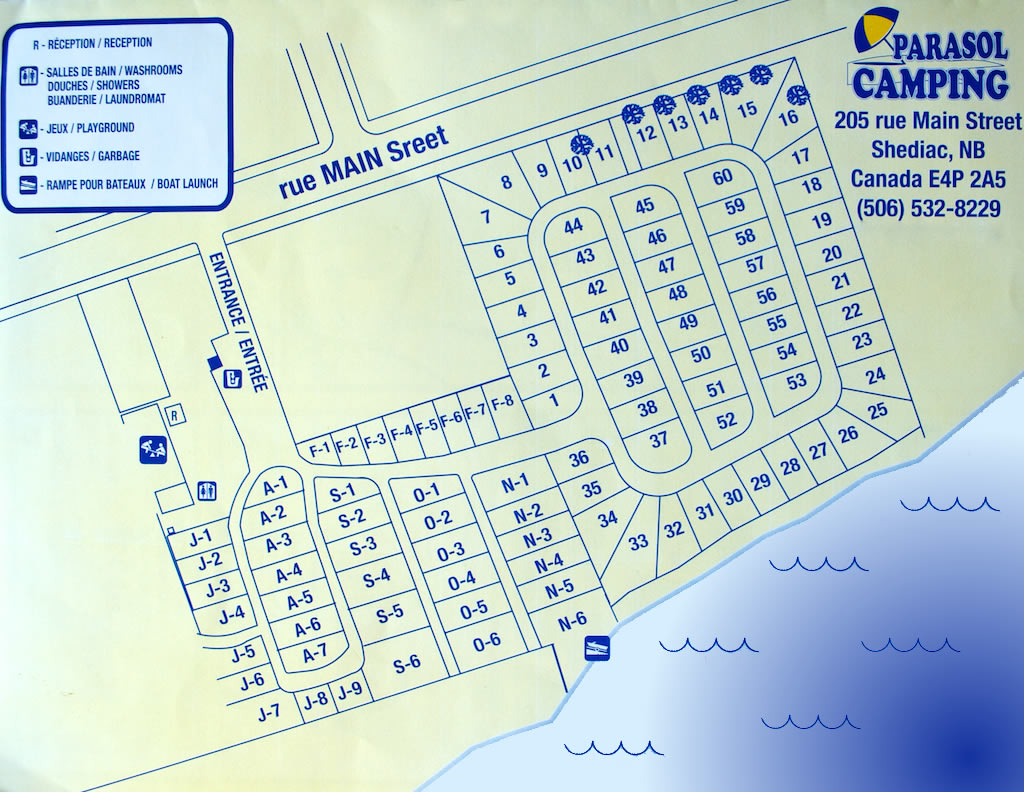 R - RÉCEPTION / RECEPTION
- SALLES DE BAIN / WASHROOMS
DOUCHES / SHOWERS
BUANDERIE / LAUNDROMAT
- JEUX / PLAYGROUND
- VIDANGES / GARBAGE
- RAMPE POUR BATEAUX / BOAT LAUNCH
PARASOL
CAMPING
205 rue Main Street
Shediac, NB
Canada E4P 2A5
(506) 532-8229
rue MAIN Sreet
ENTRANCE / ENTRÉE
R
1
2
3
4
5
6
7
8
9
10
11
12
13
14
15
16
17
18
19
20
21
22
23
24
25
26
27
28
29
30
31
32
33
34
35
36
37
38
39
40
41
42
43
44
45
46
47
48
49
50
51
52
53
54
55
56
57
58
59
60
F-1
F-2
F-3
F-4
F-5
F-6
F-7
F-8
A-1
A-2
A-3
A-4
A-5
A-6
A-7
S-1
S-2
S-3
S-4
S-5
S-6
O-1
O-2
O-3
O-4
O-5
O-6
N-1
N-2
N-3
N-4
N-5
N-6
J-1
J-2
J-3
J-4
J-5
J-6
J-7
J-8
J-9